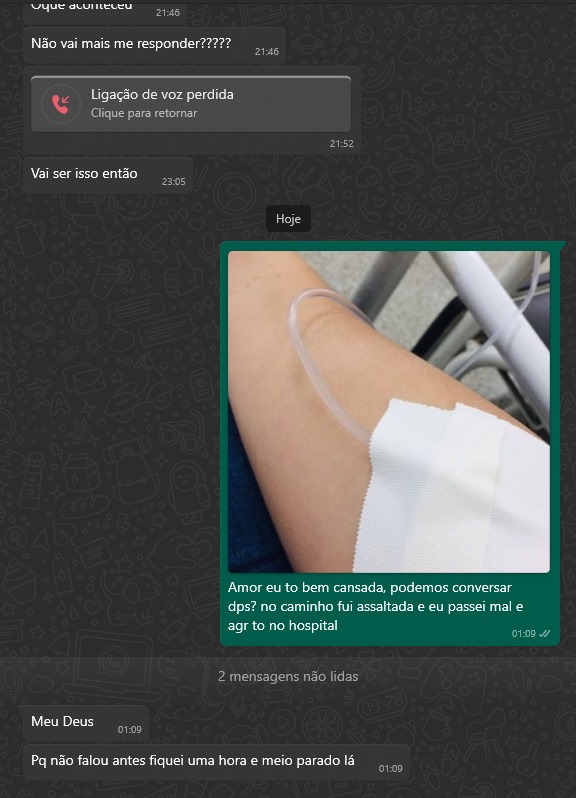 Oque aconteceu
21:46
Não vai mais me responder?????
21:46
Ligação de voz perdida
Clique para retornar
21:52
Vai ser isso então
23:05
Hoje
Amor eu to bem cansada, podemos conversar
dps? no caminho fui assaltada e eu passei mal e
agr to no hospital
01:09
2 mensagens não lidas
Meu Deus
01:09
Pq não falou antes fiquei uma hora e meio parado lá
01:09